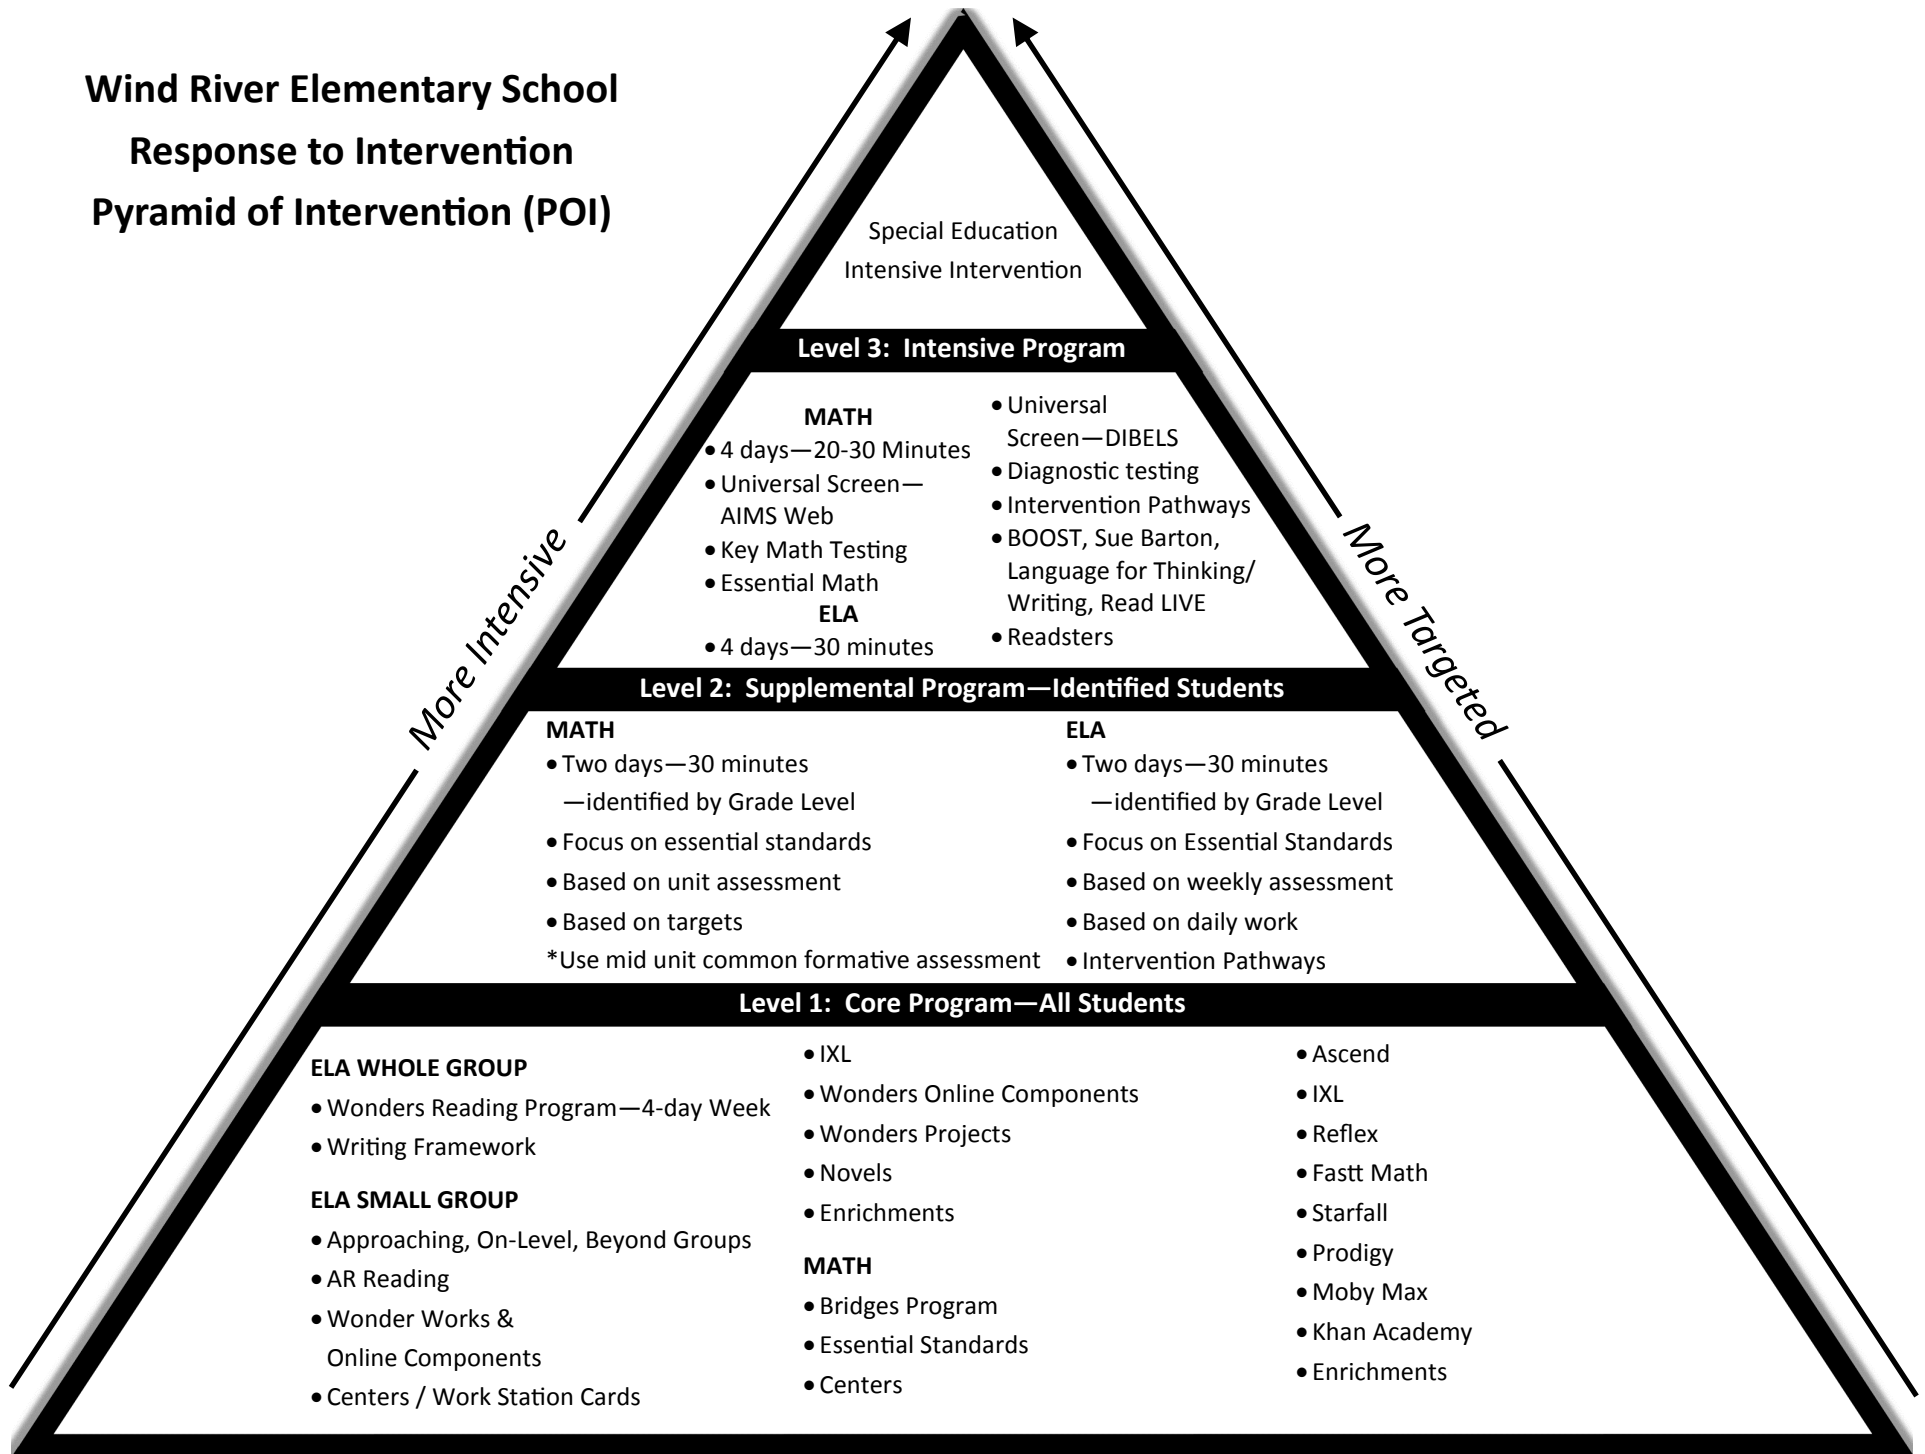 Wind River Elementary School
Response to Intervention
Pyramid of Intervention (POI)
Special Education
Intensive Intervention
Level 3:  Intensive Program
MATH
• 4 days—20-30 Minutes
• Universal Screen—
AIMS Web
• Key Math Testing
• Essential Math
ELA
• 4 days—30 minutes
• Universal
Screen—DIBELS
• Diagnostic testing
• Intervention Pathways
• BOOST, Sue Barton,
Language for Thinking/
Writing, Read LIVE
• Readsters
More Intensive
More Targeted
Level 2:  Supplemental Program—Identified Students
MATH
• Two days—30 minutes
—identified by Grade Level
• Focus on essential standards
• Based on unit assessment
• Based on targets
*Use mid unit common formative assessment
ELA
• Two days—30 minutes
—identified by Grade Level
• Focus on Essential Standards
• Based on weekly assessment
• Based on daily work
• Intervention Pathways
Level 1:  Core Program—All Students
ELA WHOLE GROUP
• Wonders Reading Program—4-day Week
• Writing Framework
ELA SMALL GROUP
• Approaching, On-Level, Beyond Groups
• AR Reading
• Wonder Works &
Online Components
• Centers / Work Station Cards
• IXL
• Wonders Online Components
• Wonders Projects
• Novels
• Enrichments
MATH
• Bridges Program
• Essential Standards
• Centers
• Ascend
• IXL
• Reflex
• Fastt Math
• Starfall
• Prodigy
• Moby Max
• Khan Academy
• Enrichments